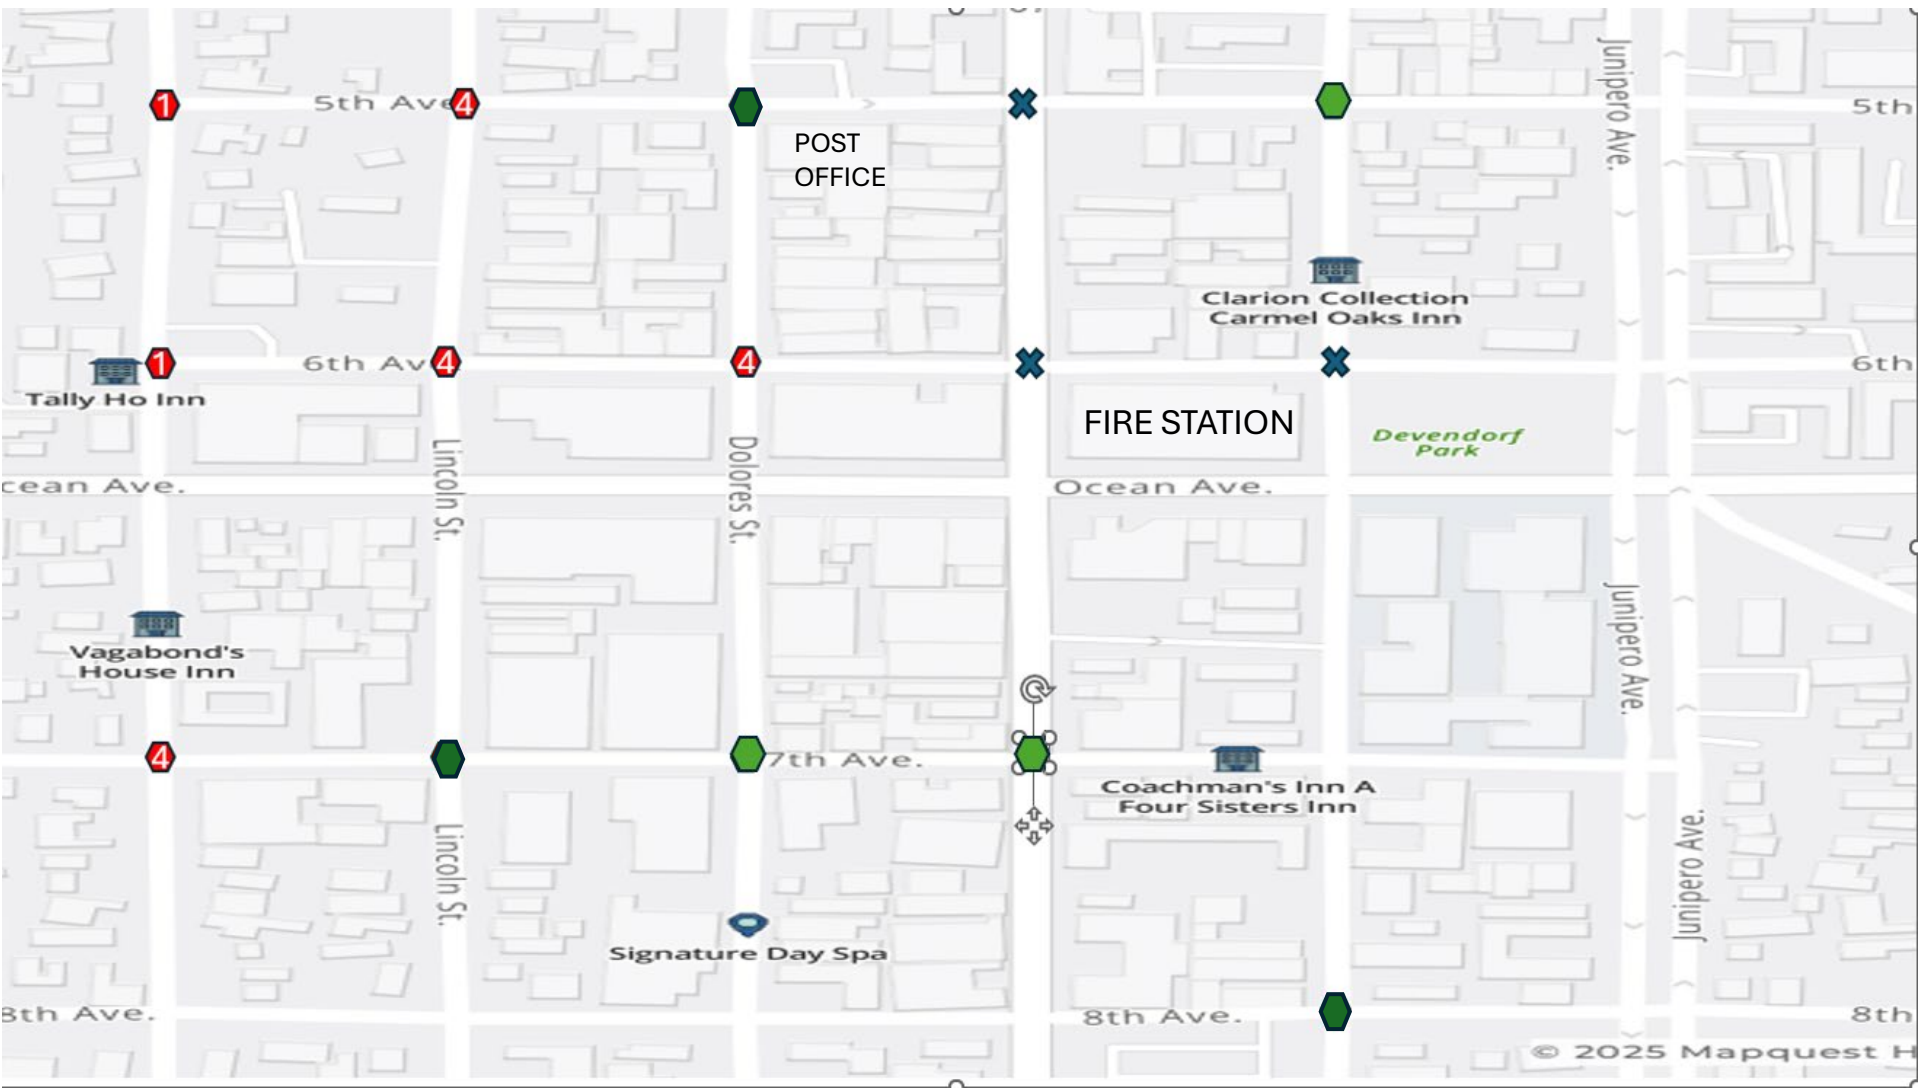 1
5th Ave
4
5th
Junipero Ave.
POST
OFFICE
Clarion Collection
Carmel Oaks Inn
1
6th Av
4
4
6th
Tally Ho Inn
FIRE STATION
Devendorf
Park
Lincoln St.
Dolores St.
cean Ave.
Ocean Ave.
Junipero Ave.
Vagabond's
House Inn
4
7th Ave.
Coachman's Inn A
Four Sisters Inn
Lincoln St.
Junipero Ave.
Signature Day Spa
8th Ave.
8th Ave.
8th
© 2025 Mapquest H